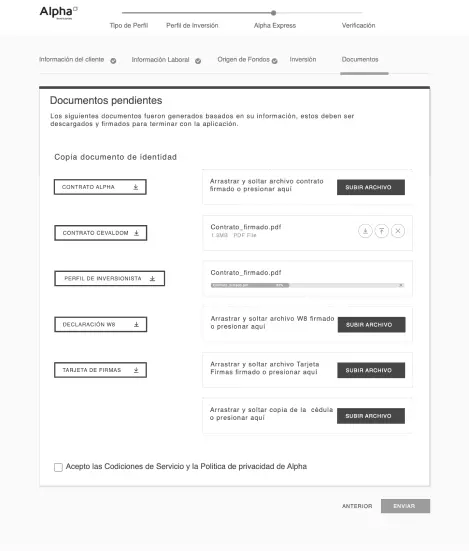 Alpha
Tipo de Perfil Perfil de Inversión Alpha Express Verificación
Información del cliente Información Laboral Origen de Fondos Inversión Documentos
Documentos pendientes
Los siguientes documentos fueron generados basados en su información, estos deben ser
descargados y firmados para terminar con la aplicación.
Copia documento de identidad
CONTRATO ALPHA
Arrastrar y soltar archivo contrato
firmado o presionar aquí
SUBIR ARCHIVO
CONTRATO CEVALDOM
Contrato_firmado.pdf
PDF File
PERFIL DE INVERSIONISTA
Contrato_firmado.pdf
DECLARACIÓN W8
Arrastrar y soltar archivo W8 firmado
o presionar aquí
SUBIR ARCHIVO
TARJETA DE FIRMAS
Arrastrar y soltar archivo Tarjeta
Firmas firmado o presionar aquí
SUBIR ARCHIVO
Arrastrar y soltar copia de la cédula
o presionar aquí
SUBIR ARCHIVO
Acepto las Codiciones de Servicio y la Politica de privacidad de Alpha
ANTERIOR ENVIAR